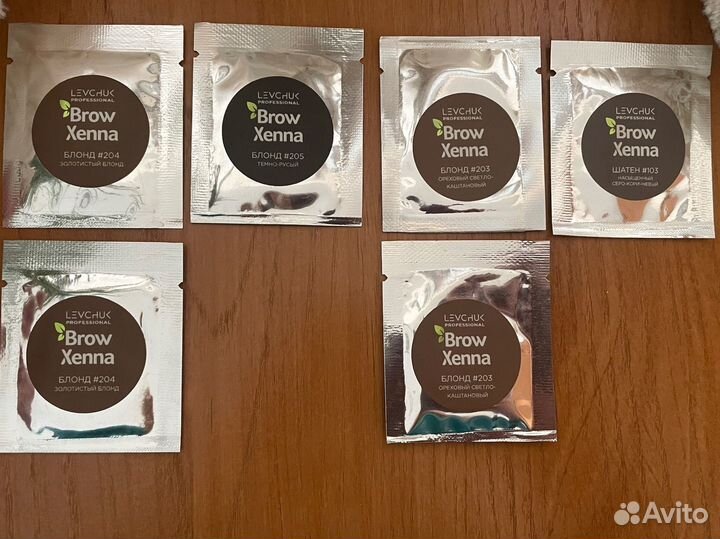 LEVCHUK
PROFESSIONAL
Brow
Xenna
БЛОНД #204
ЗОЛОТИСТЫЙ БЛОНД
LEVCHUK
PROFESSIONAL
Brow
Xenna
БЛОНД #205
ТЕМНО-РУСЫЙ
LEVCHUK
PROFESSIONAL
Brow
Xenna
БЛОНД #203
ОРЕХОВЫЙ СВЕТЛО-
КАШТАНОВЫЙ
LEVCHUK
PROFESSIONAL
Brow
Xenna
ШАТЕН #103
НАСЫЩЕННЫЙ
СЕРО-КОРИЧНЕВЫЙ
LEVCHUK
PROFESSIONAL
Brow
Xenna
БЛОНД #204
ЗОЛОТИСТЫЙ БЛОНД
LEVCHUK
PROFESSIONAL
Brow
Xenna
БЛОНД #203
ОРЕХОВЫЙ СВЕТЛО-
КАШТАНОВЫЙ
Avito